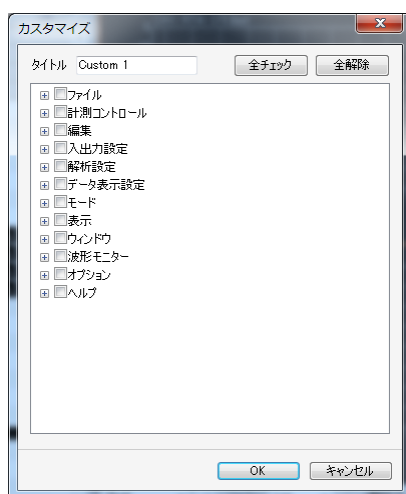 カスタマイズ
タイトル Custom 1 全チェック 全解除
ファイル
計測コントロール
編集
入出力設定
解析設定
データ表示設定
モード
表示
ウィンドウ
波形モニター
オプション
ヘルプ
OK キャンセル